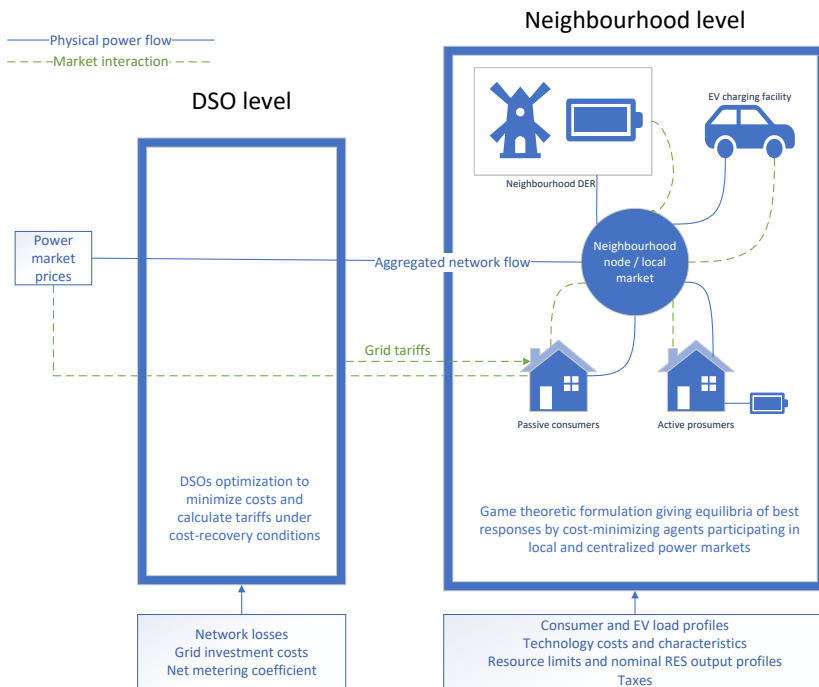 Neighbourhood level
Physical power flow
Market interaction
DSO level
EV charging facility
Neighbourhood DER
Power
market
prices
Aggregated network flow
Neighbourhood
node / local
market
Grid tariffs
Passive consumers
Active prosumers
DSOs optimization to
minimize costs and
calculate tariffs under
cost-recovery conditions
Game theoretic formulation giving equilibria of best
responses by cost-minimizing agents participating in
local and centralized power markets
Network losses
Grid investment costs
Net metering coefficient
Consumer and EV load profiles
Technology costs and characteristics
Resource limits and nominal RES output profiles
Taxes